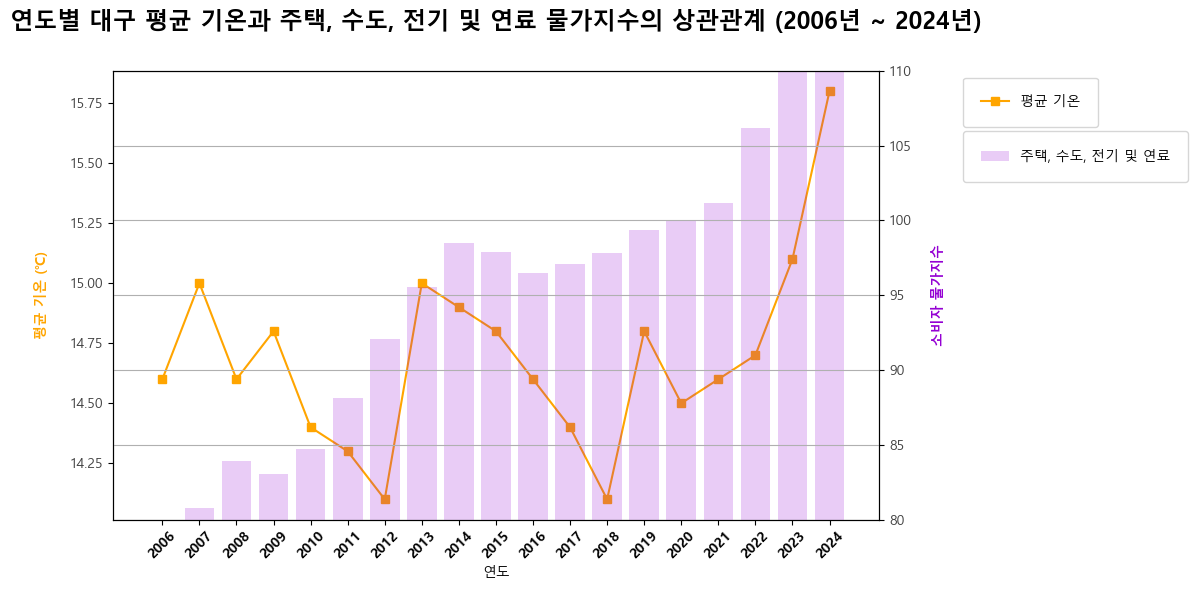 연도별 대구 평균 기온과 주택, 수도, 전기 및 연료 물가지수의 상관관계 (2006년 ~ 2024년)
평균 기온
주택, 수도, 전기 및 연료
평균 기온 (℃)
15.75
15.50
15.25
15.00
14.75
14.50
14.25
110
105
100
95
90
85
80
소비자 물가지수
2006 2007 2008 2009 2010 2011 2012 2013 2014 2015 2016 2017 2018 2019 2020 2021 2022 2023 2024
연도